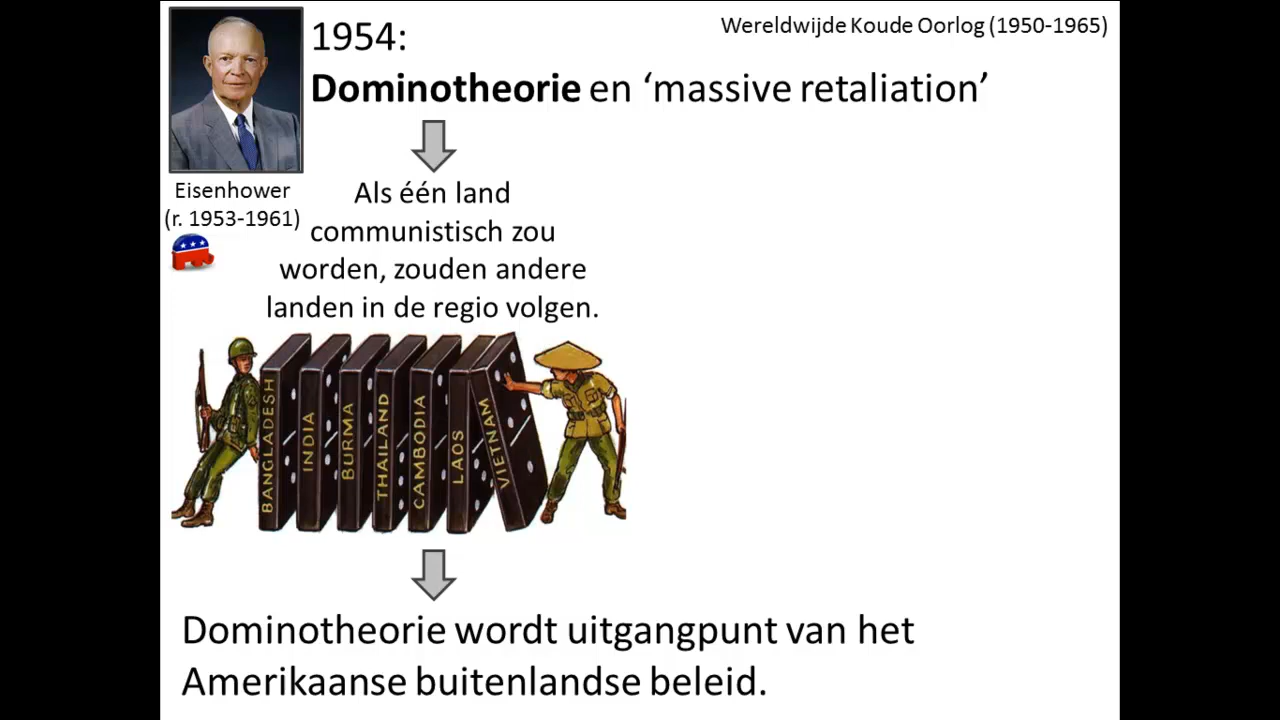 Wereldwijde Koude Oorlog (1950-1965)
1954:
Dominotheorie en ‘massive retaliation’
Eisenhower
(r. 1953-1961)
Als één land
communistisch zou
worden, zouden andere
landen in de regio volgen.
BANGLADESH
INDIA
BURMA
THAILAND
CAMBODIA
LAOS
VIETNAM
Dominotheorie wordt uitgangpunt van het
Amerikaanse buitenlandse beleid.